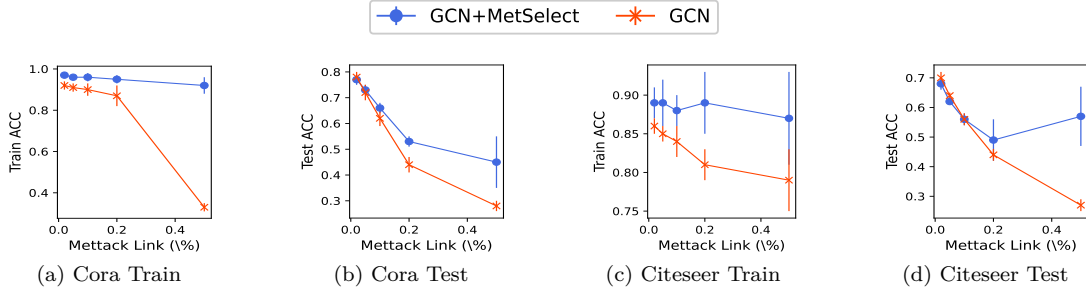 GCN+MetSelect GCN
1.0
0.8
0.6
0.4
Train ACC
0.0 0.2 0.4
Mettack Link (\%)
(a) Cora Train
0.8
0.7
0.6
0.5
0.4
0.3
Test ACC
0.0 0.2 0.4
Mettack Link (\%)
(b) Cora Test
0.90
0.85
0.80
0.75
Train ACC
0.0 0.2 0.4
Mettack Link (\%)
(c) Citeseer Train
0.7
0.6
0.5
0.4
0.3
Test ACC
0.0 0.2 0.4
Mettack Link (\%)
(d) Citeseer Test